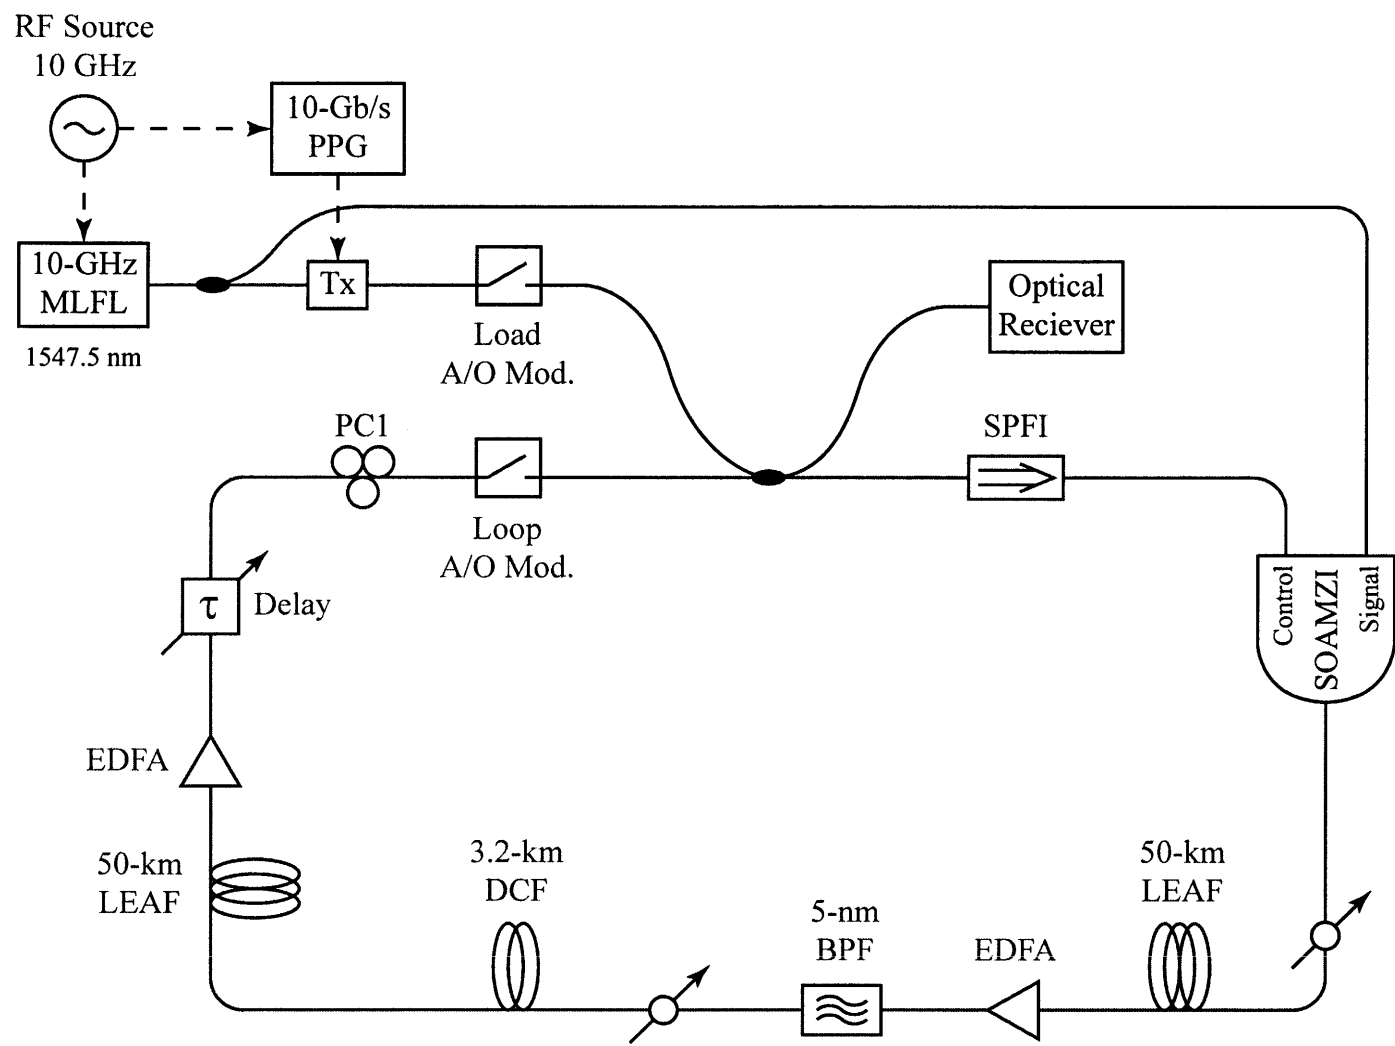 RF Source
10 GHz
10-Gb/s
PPG
10-GHz
MLFL
1547.5 nm
Tx
Load
A/O Mod.
Optical
Reciever
PC1
Loop
A/O Mod.
SPFI
τ
Delay
Control
SOAMZI
Signal
EDFA
50-km
LEAF
3.2-km
DCF
5-nm
BPF
EDFA
50-km
LEAF